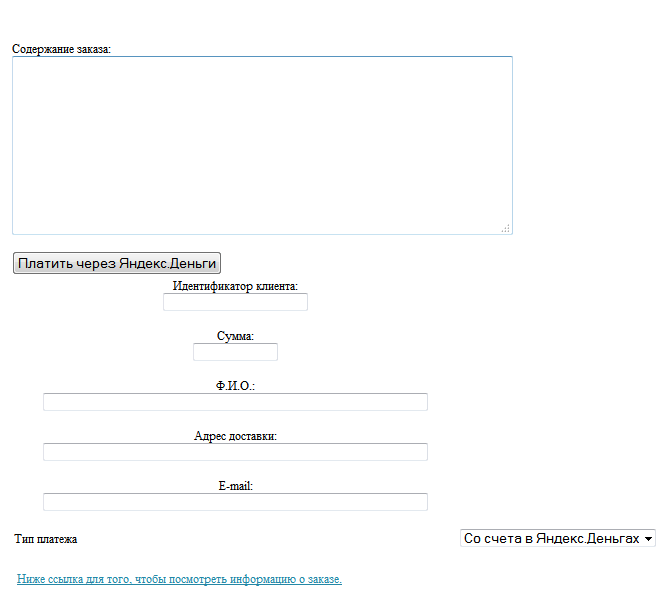 Содержание заказа:
Платить через Яндекс.Деньги
Идентификатор клиента:
Сумма:
Ф.И.О.:
Адрес доставки:
E-mail:
Тип платежа
Со счета в Яндекс.Деньгах
Ниже ссылка для того, чтобы посмотреть информацию о заказе.